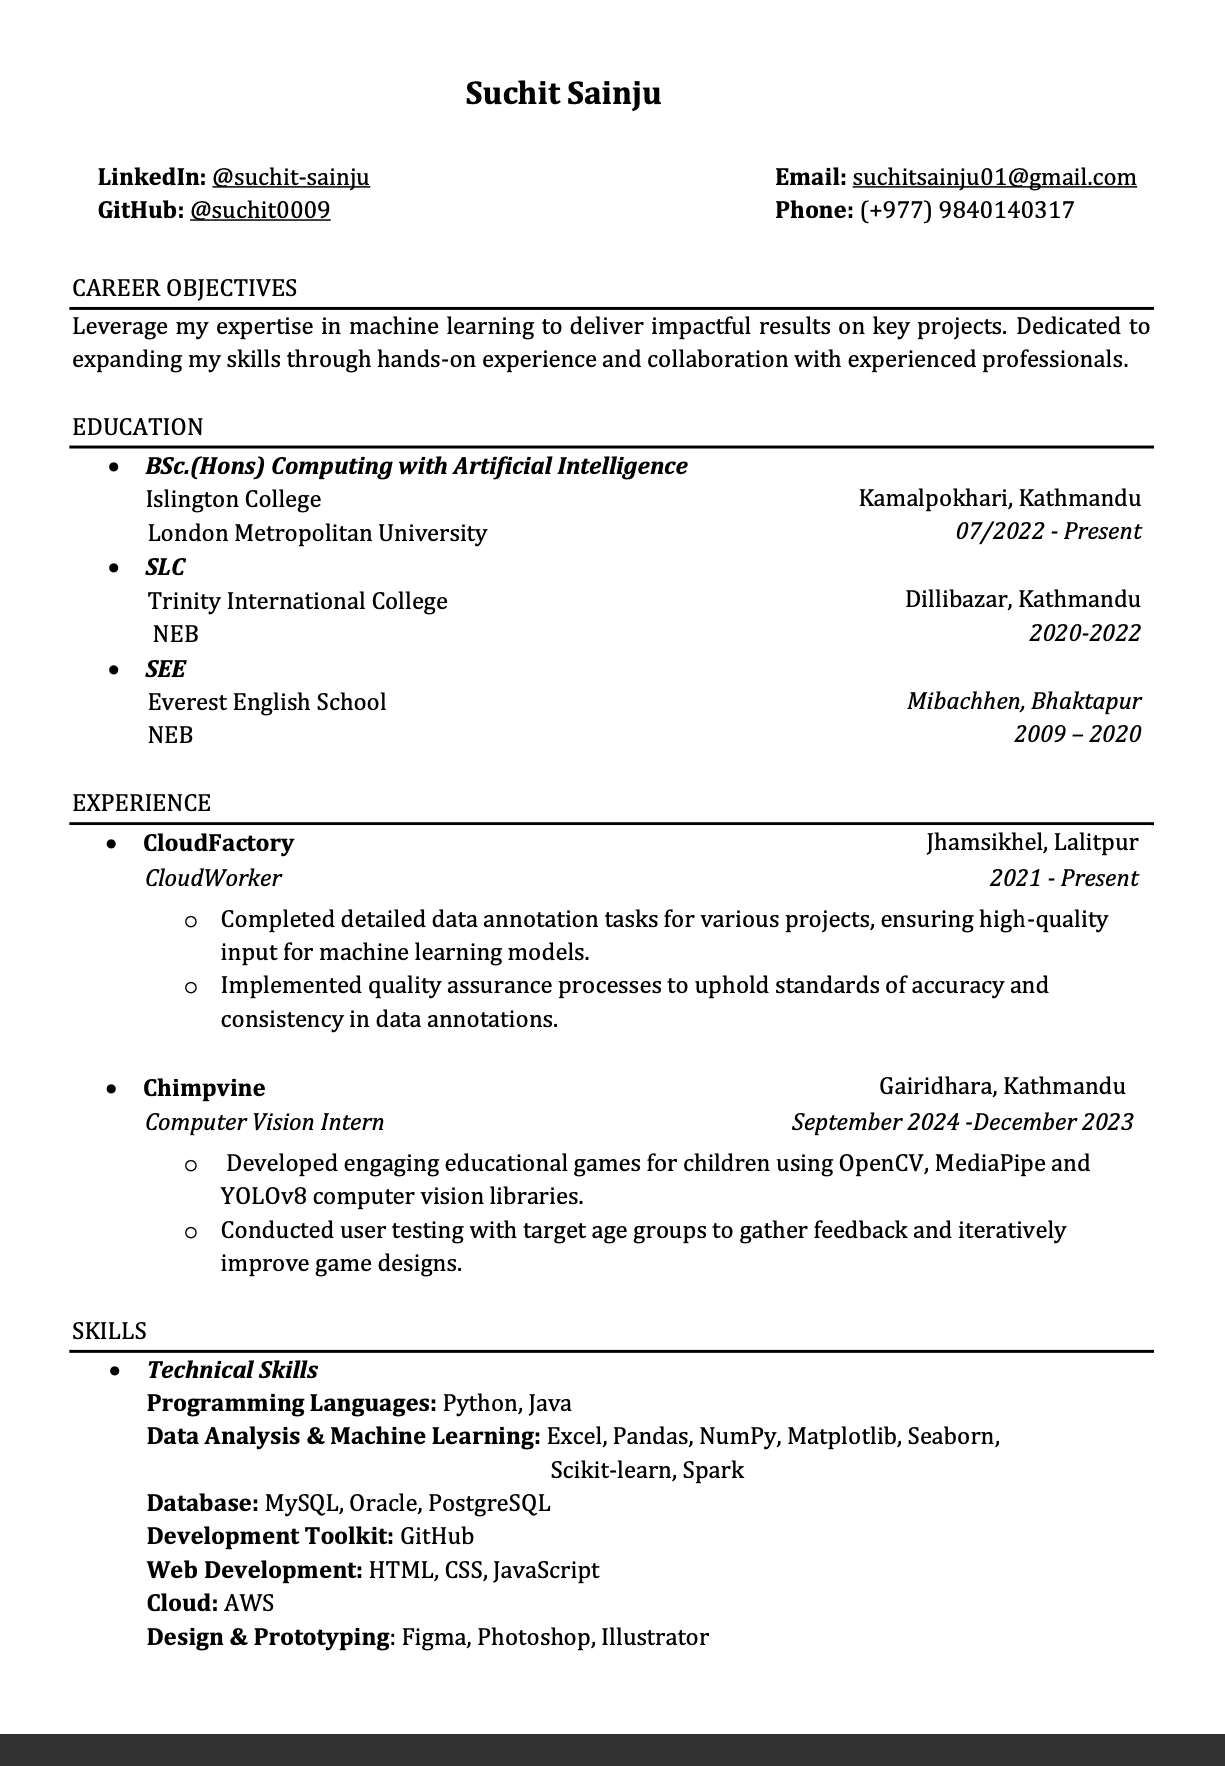 Suchit Sainju
LinkedIn: @suchit-sainju
Email: suchitsainju01@gmail.com
GitHub: @suchit0009
Phone: (+977) 9840140317
CAREER OBJECTIVES
Leverage my expertise in machine learning to deliver impactful results on key projects. Dedicated to
expanding my skills through hands-on experience and collaboration with experienced professionals.
EDUCATION
• BSc.(Hons) Computing with Artificial Intelligence
Islington College
Kamalpokhari, Kathmandu
London Metropolitan University
07/2022 - Present
• SLC
Trinity International College
Dillibazar, Kathmandu
NEB
2020-2022
• SEE
Everest English School
Mibachhen, Bhaktapur
NEB
2009 – 2020
EXPERIENCE
• CloudFactory
Jhamsikhel, Lalitpur
CloudWorker
2021 - Present
o Completed detailed data annotation tasks for various projects, ensuring high-quality
input for machine learning models.
o Implemented quality assurance processes to uphold standards of accuracy and
consistency in data annotations.
• Chimpvine
Gairidhara, Kathmandu
Computer Vision Intern
September 2024 -December 2023
o Developed engaging educational games for children using OpenCV, MediaPipe and
YOLOv8 computer vision libraries.
o Conducted user testing with target age groups to gather feedback and iteratively
improve game designs.
SKILLS
• Technical Skills
Programming Languages: Python, Java
Data Analysis & Machine Learning: Excel, Pandas, NumPy, Matplotlib, Seaborn,
Scikit-learn, Spark
Database: MySQL, Oracle, PostgreSQL
Development Toolkit: GitHub
Web Development: HTML, CSS, JavaScript
Cloud: AWS
Design & Prototyping: Figma, Photoshop, Illustrator